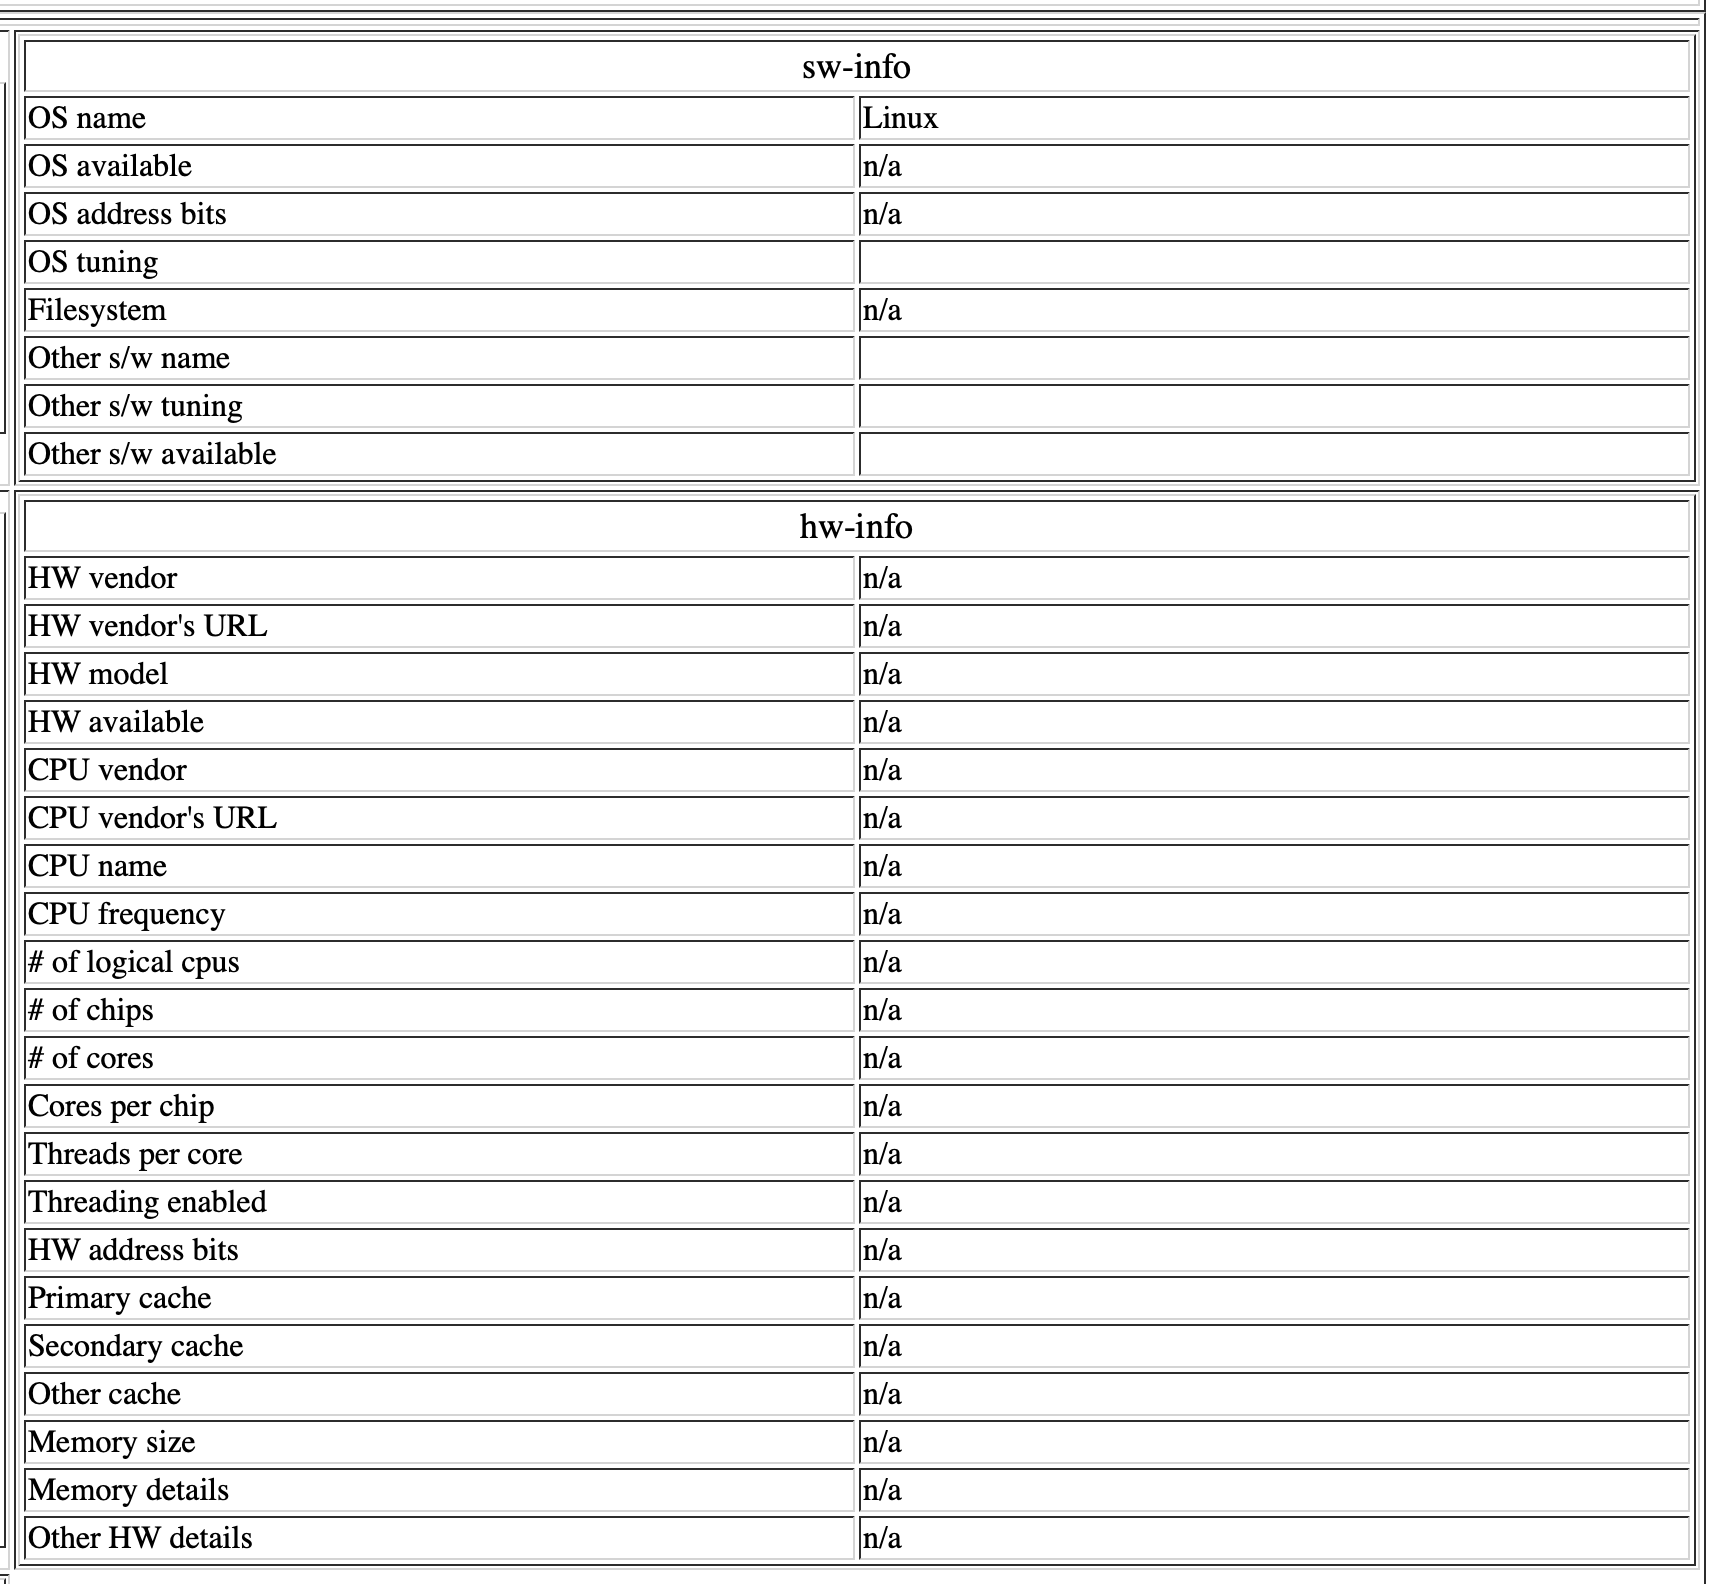 sw-info
OS name Linux
OS available n/a
OS address bits n/a
OS tuning
Filesystem n/a
Other s/w name
Other s/w tuning
Other s/w available
hw-info
HW vendor n/a
HW vendor's URL n/a
HW model n/a
HW available n/a
CPU vendor n/a
CPU vendor's URL n/a
CPU name n/a
CPU frequency n/a
# of logical cpus n/a
# of chips n/a
# of cores n/a
Cores per chip n/a
Threads per core n/a
Threading enabled n/a
HW address bits n/a
Primary cache n/a
Secondary cache n/a
Other cache n/a
Memory size n/a
Memory details n/a
Other HW details n/a